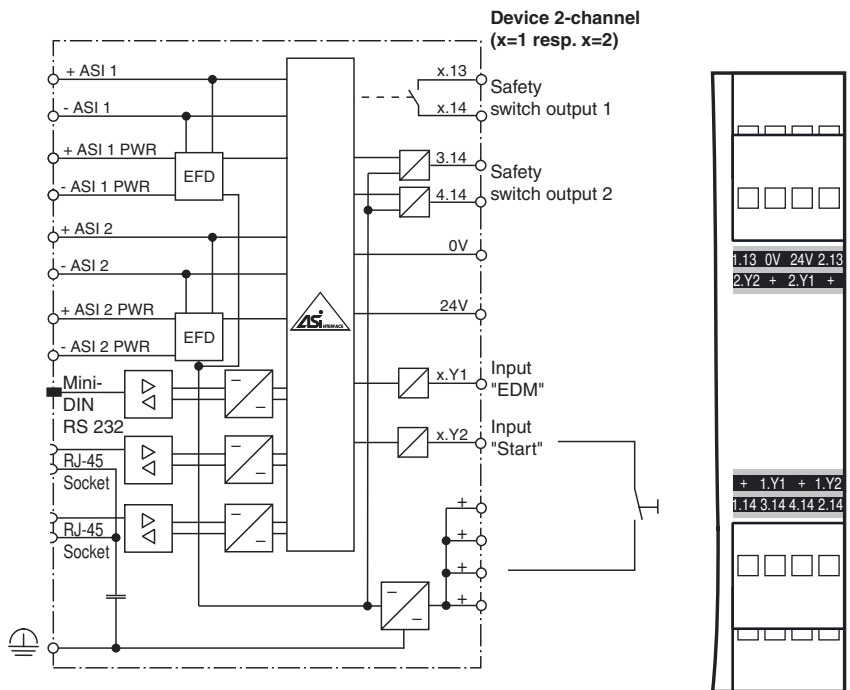 Device 2-channel
(x=1 resp. x=2)
+ ASI 1
- ASI 1
+ ASI 1 PWR
- ASI 1 PWR
EFD
+ ASI 2
- ASI 2
+ ASI 2 PWR
- ASI 2 PWR
EFD
Mini-
DIN
RS 232
RJ-45
Socket
RJ-45
Socket
ASi
INTERFACE
x.13
x.14
Safety
switch output 1
3.14
4.14
Safety
switch output 2
0V
24V
x.Y1
Input
"EDM"
x.Y2
Input
"Start"
+
+
+
+
1.13 0V 24V 2.13
2.Y2 + 2.Y1 +
+ 1.Y1 + 1.Y2
1.14 3.14 4.14 2.14